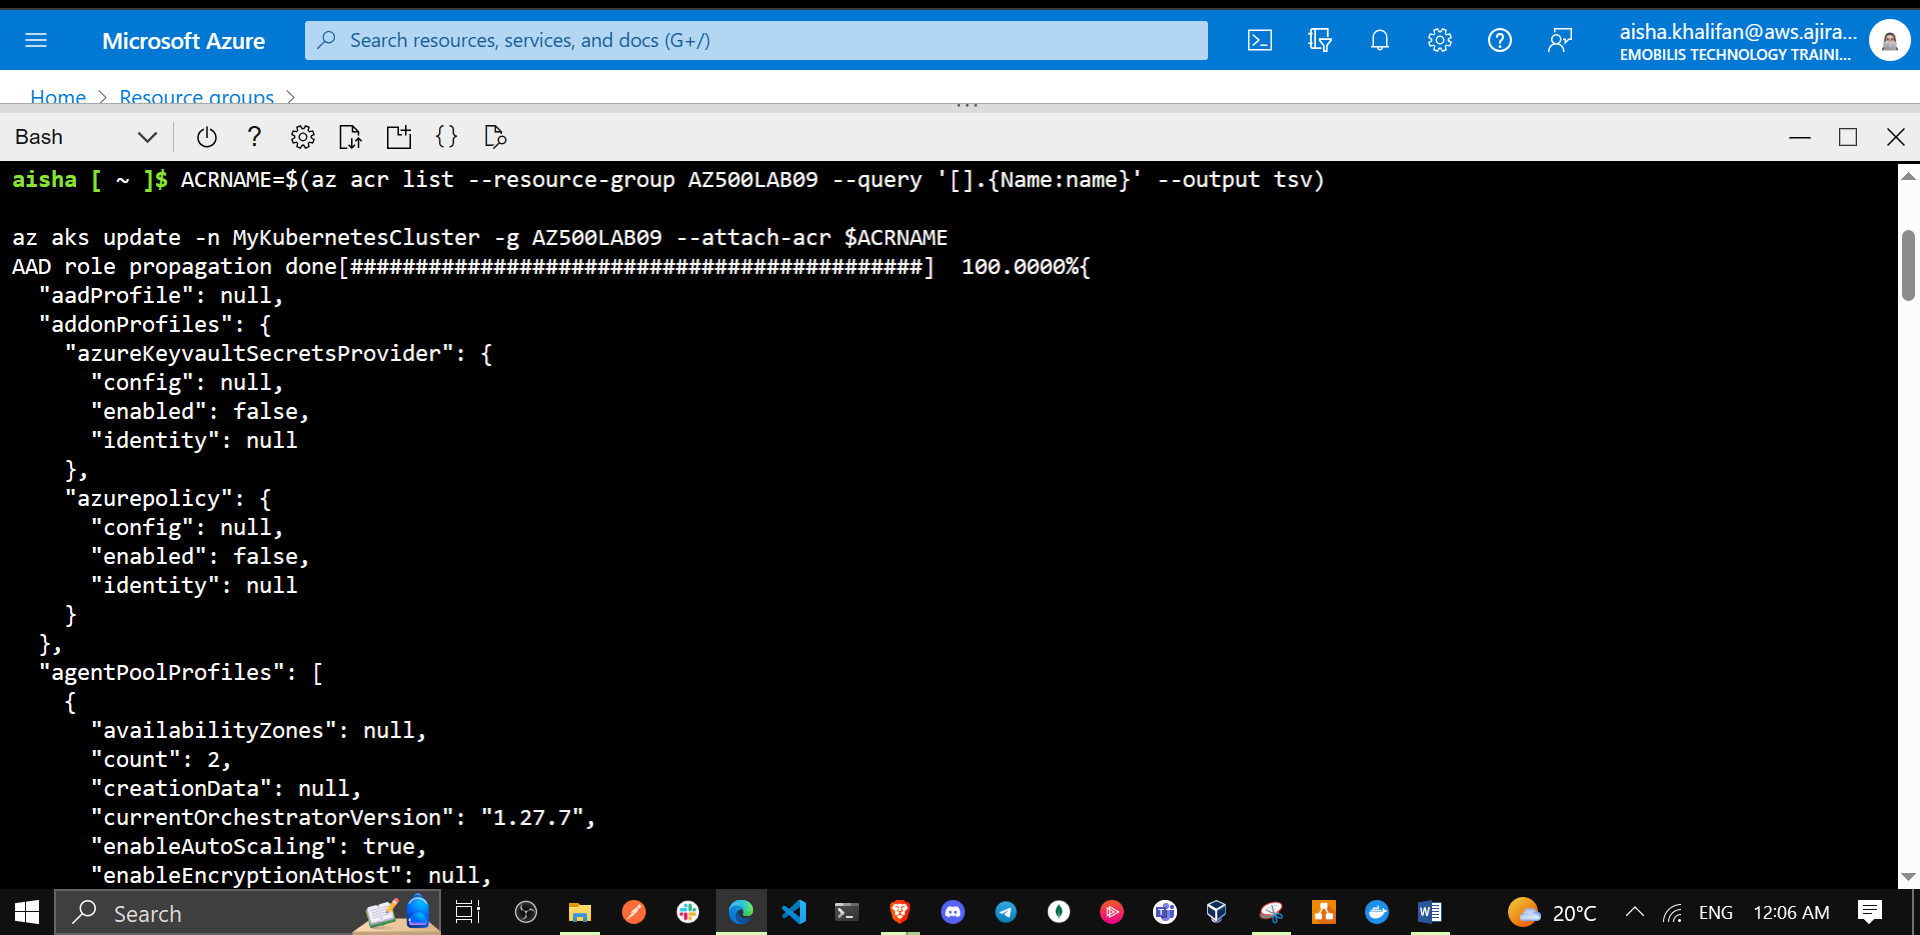 Microsoft Azure
Search resources, services, and docs (G+/)
aisha.khalifan@aws.ajira...
EMOBILIS TECHNOLOGY TRAINI...
Home > Resource groups >
Bash
aisha [ ~ ]$ ACRNAME=$(az acr list --resource-group AZ500LAB09 --query '[].{Name:name}' --output tsv)
az aks update -n MyKubernetesCluster -g AZ500LAB09 --attach-acr $ACRNAME
AAD role propagation done[############################################]  100.0000%{
  "aadProfile": null,
  "addonProfiles": {
    "azureKeyvaultSecretsProvider": {
      "config": null,
      "enabled": false,
      "identity": null
    },
    "azurepolicy": {
      "config": null,
      "enabled": false,
      "identity": null
    }
  },
  "agentPoolProfiles": [
    {
      "availabilityZones": null,
      "count": 2,
      "creationData": null,
      "currentOrchestratorVersion": "1.27.7",
      "enableAutoScaling": true,
      "enableEncryptionAtHost": null,
Search
20°C
ENG
12:06 AM